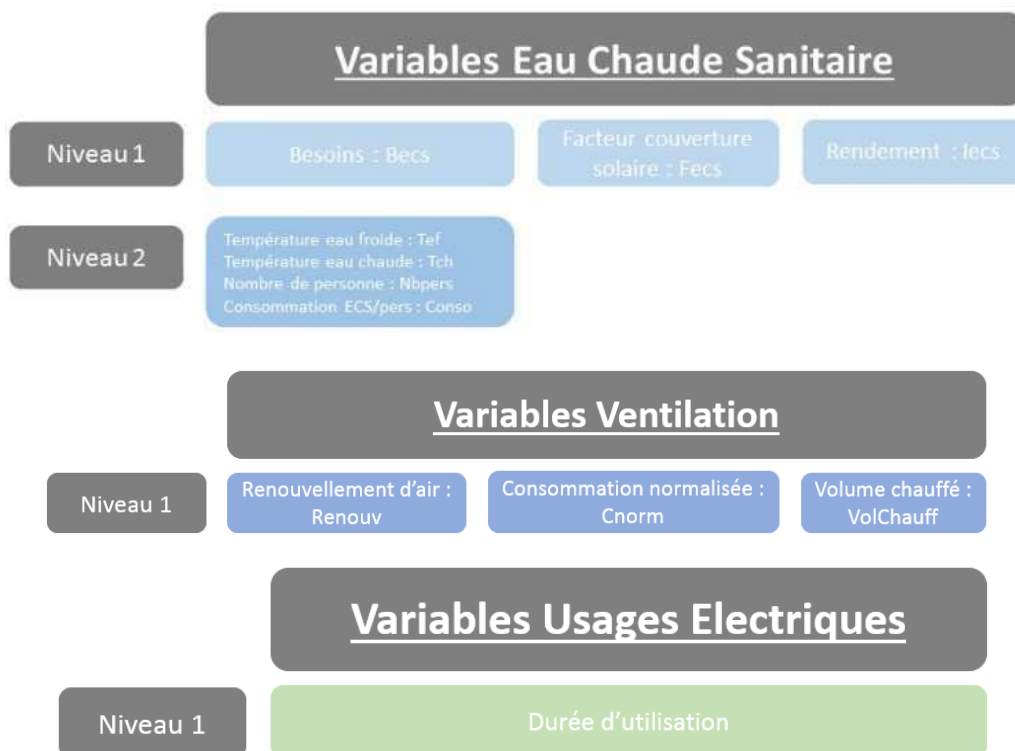 Variables Eau Chaude Sanitaire
Niveau 1
Besoins : Becs
Facteur couverture
solaire : Fecs
Rendement : Iecs
Niveau 2
Température eau froide : Tef
Température eau chaude : Tch
Nombre de personne : Nbpers
Consommation ECS/pers : Conso
Variables Ventilation
Niveau 1
Renouvellement d'air :
Renouv
Consommation normalisée :
Cnorm
Volume chauffé :
VolChauff
Variables Usages Electriques
Niveau 1
Durée d'utilisation